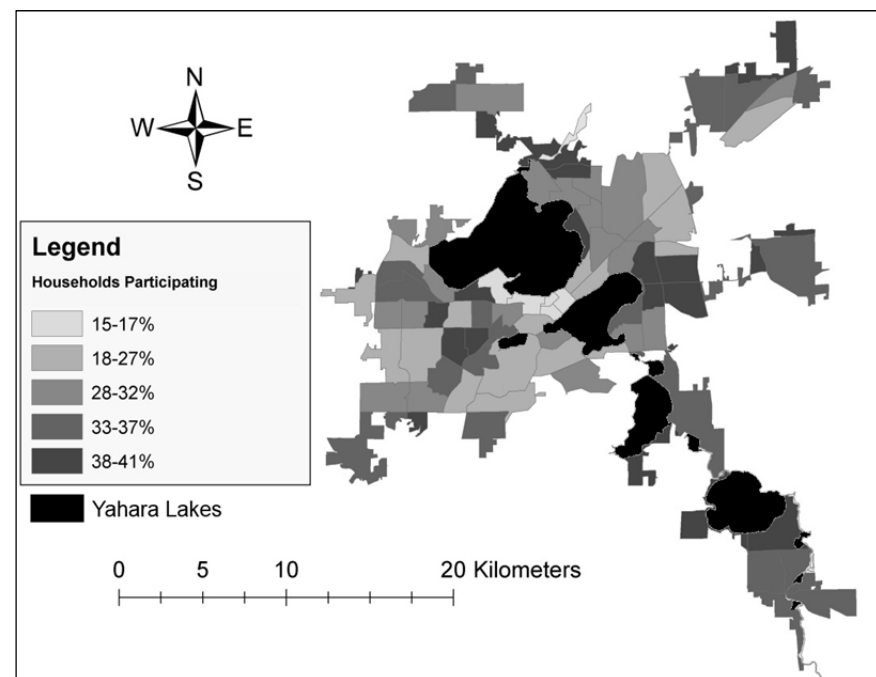 N
W E
S
Legend
Households Participating
15-17%
18-27%
28-32%
33-37%
38-41%
Yahara Lakes
0 5 10 20 Kilometers